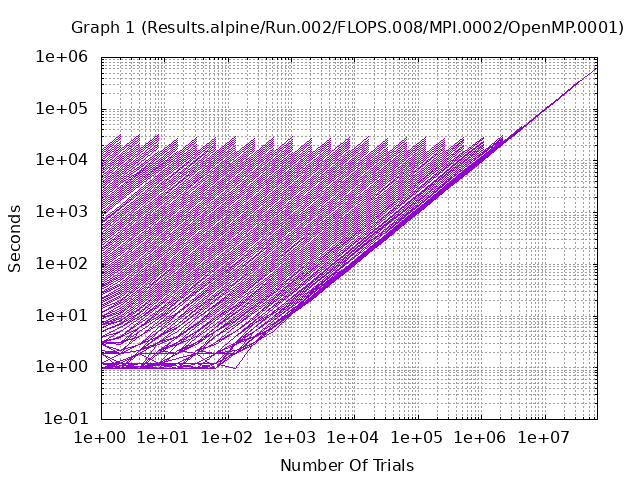 Graph 1 (Results.alpine/Run.002/FLOPS.008/MPI.0002/OpenMP.0001)
1e+06
1e+05
1e+04
1e+03
1e+02
1e+01
1e+00
1e-01
Seconds
1e+00 1e+01 1e+02 1e+03 1e+04 1e+05 1e+06 1e+07
Number Of Trials